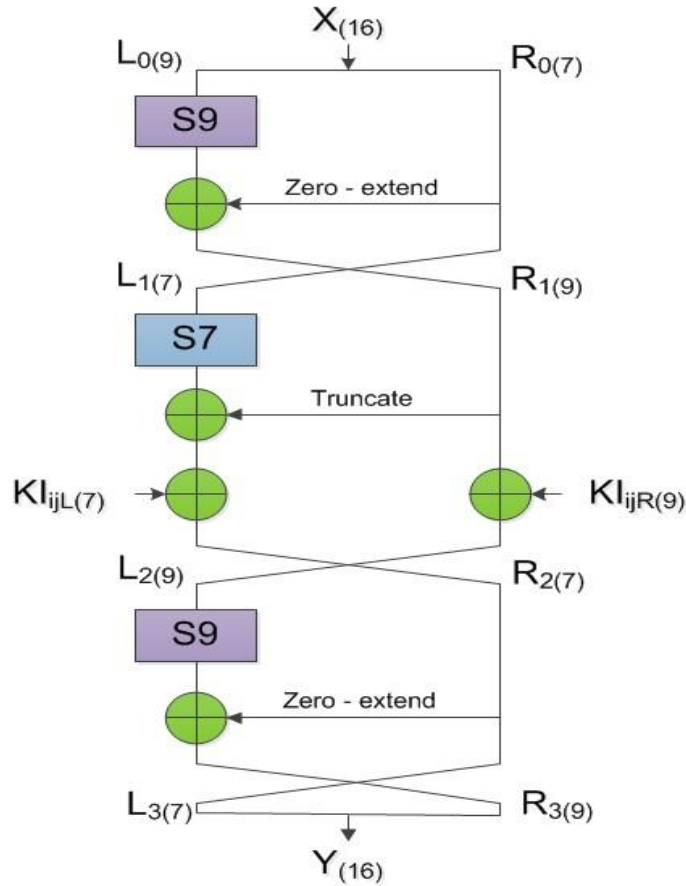 X(16)
L0(9)
R0(7)
S9
Zero - extend
L1(7)
R1(9)
S7
Truncate
KIijL(7)
KIijR(9)
L2(9)
R2(7)
S9
Zero - extend
L3(7)
R3(9)
Y(16)